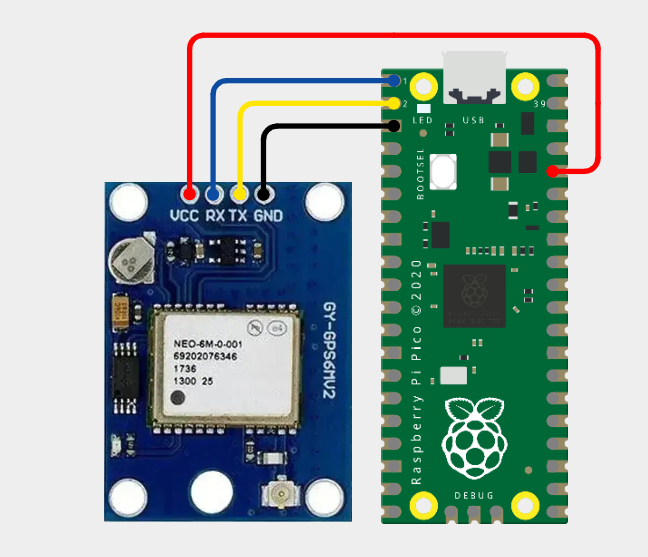 1
2
39
LED
USB
BOOTSEL
VCC RX TX GND
Raspberry Pi Pico © 2020
GY-GPS6MV2
NEO-6M-0-001
69202076346
1736
1300 25
DEBUG